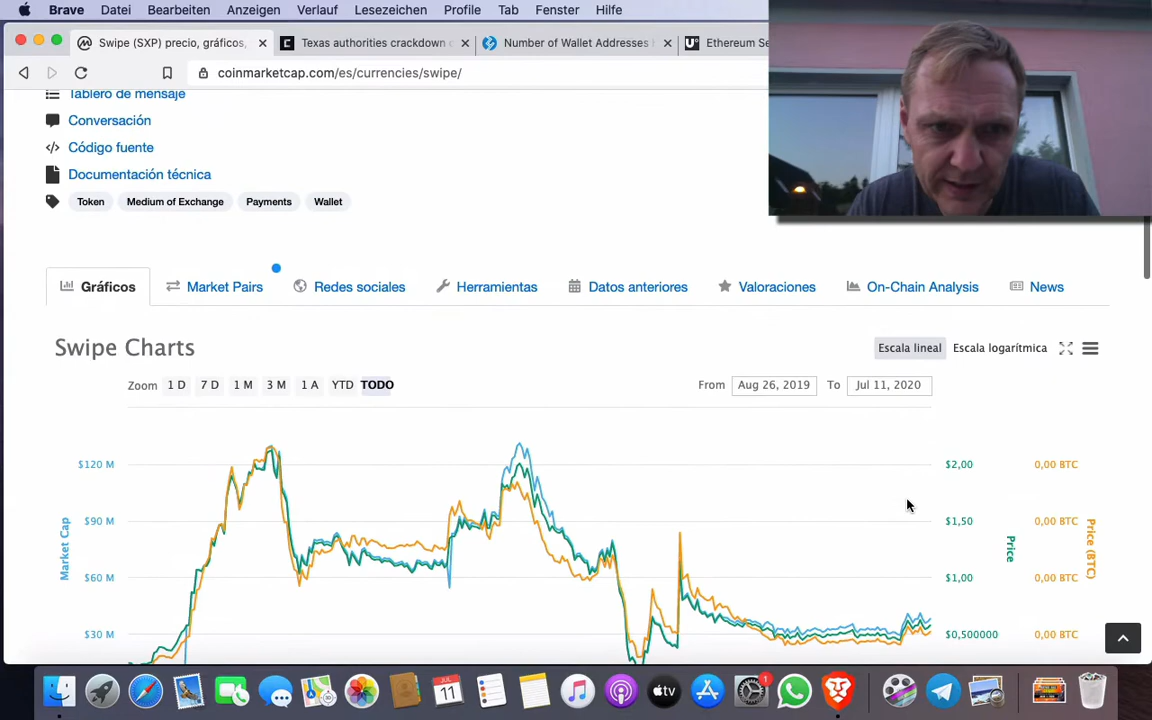 Brave Datei Bearbeiten Anzeigen Verlauf Lesezeichen Profile Tab Fenster Hilfe
Swipe (SXP) precio, gráficos, Texas authorities crackdown Number of Wallet Addresses Ethereum Se
coinmarketcap.com/es/currencies/swipe/
Tablero de mensaje
Conversación
Código fuente
Documentación técnica
Token Medium of Exchange Payments Wallet
Gráficos Market Pairs Redes sociales Herramientas Datos anteriores Valoraciones On-Chain Analysis News
Swipe Charts
Escala lineal Escala logarítmica
Zoom 1 D 7 D 1 M 3 M 1 A YTD TODO From Aug 26, 2019 To Jul 11, 2020
$120 M $2,00 0,00 BTC
$90 M $1,50 0,00 BTC
Market Cap Price Price (BTC)
$60 M $1,00 0,00 BTC
$30 M $0,500000 0,00 BTC
JUL
11
tv
1